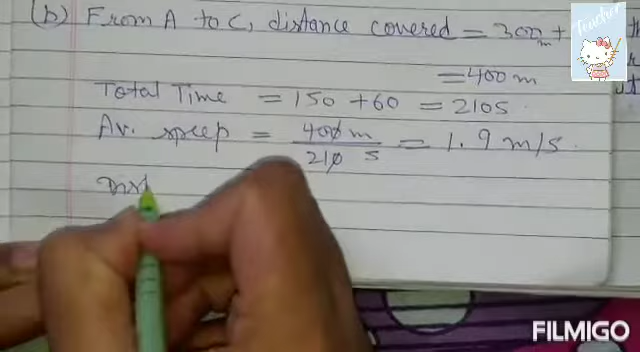 (b) From A to C, distance covered = 300m +
= 400 m
Total Time = 150 + 60 = 210s
Av. speep = 400 m / 210 s = 1.9 m/s.
Teacher
FILMIGO